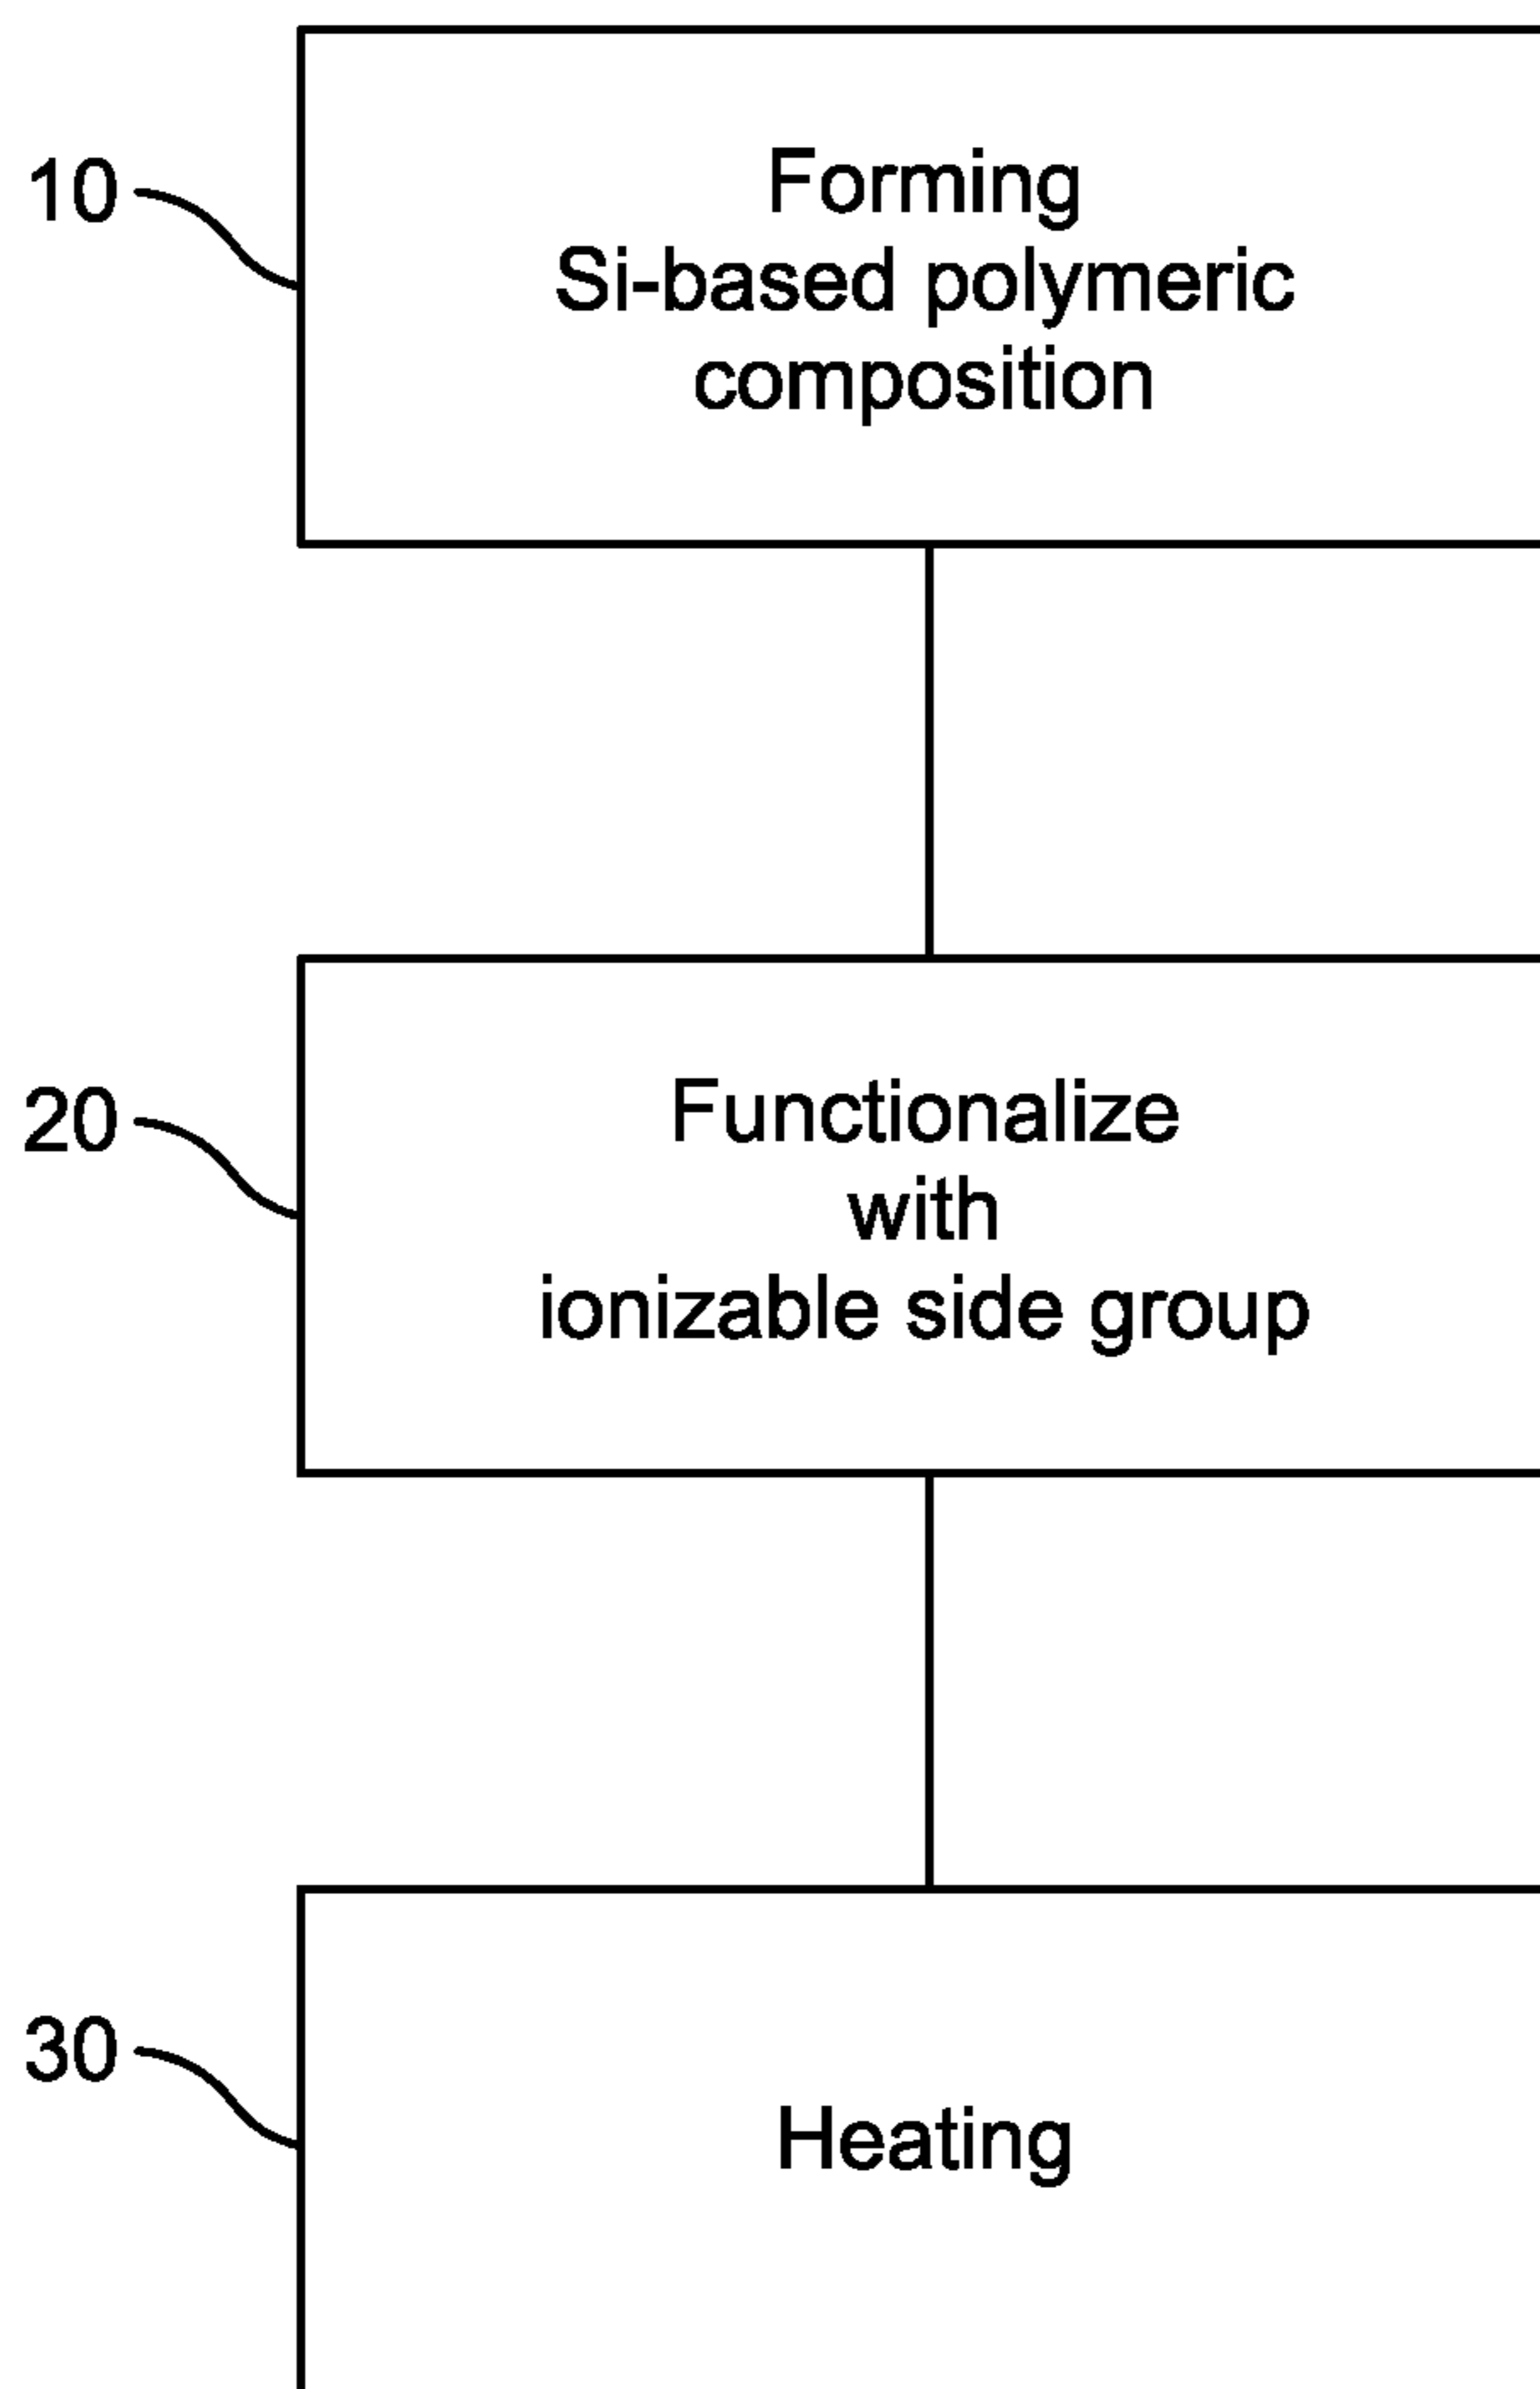 10
Forming
Si-based polymeric
composition
20
Functionalize
with
ionizable side group
30
Heating